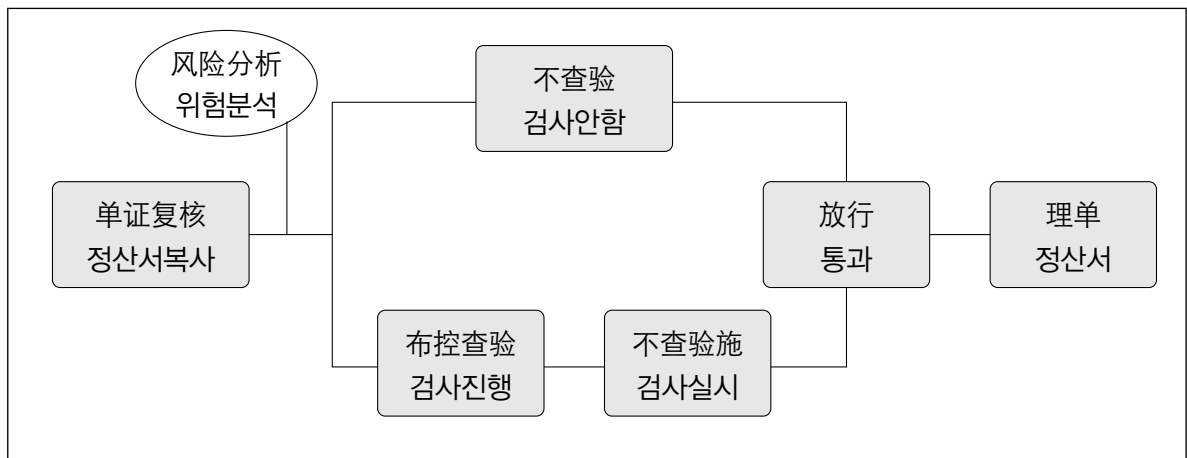 风险分析
위험분석
不查验
검사안함
单证复核
정산서복사
放行
통과
理单
정산서
布控查验
검사진행
不查验施
검사실시